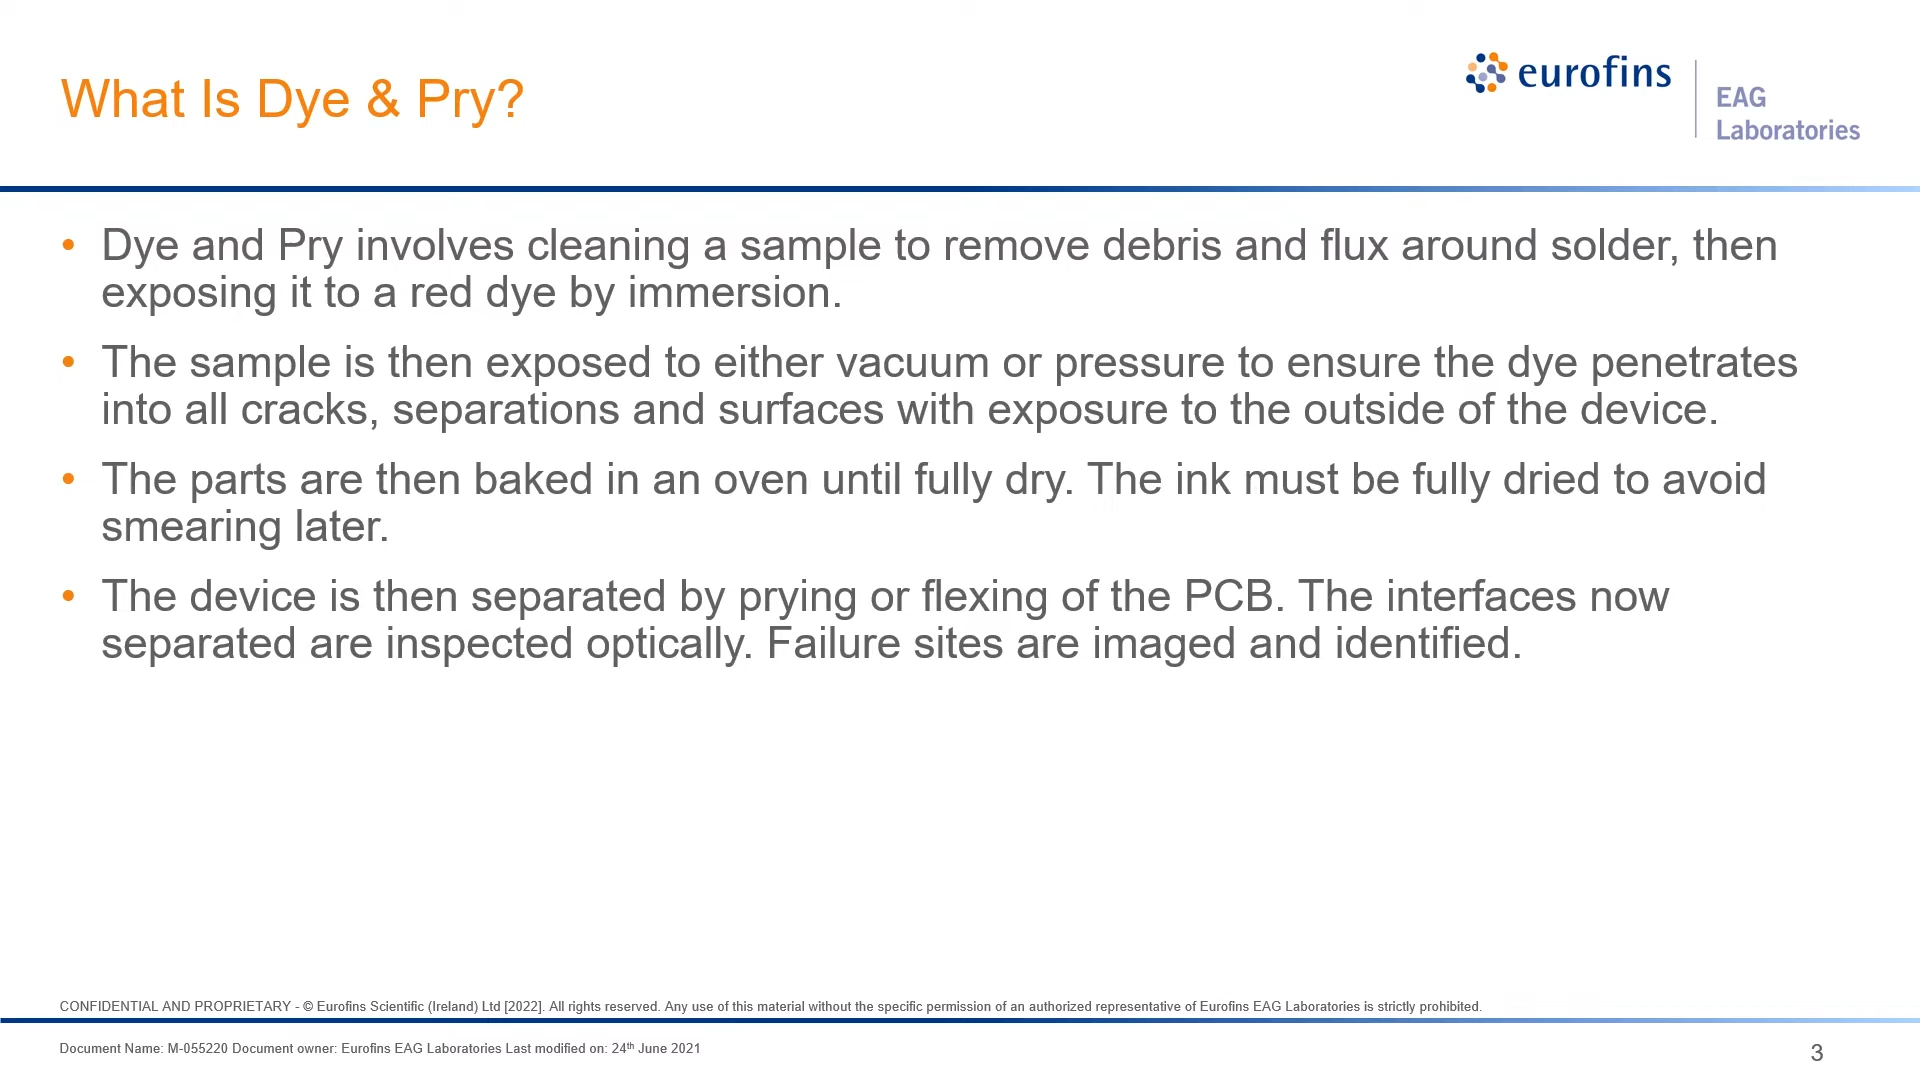 What Is Dye & Pry?
eurofins
EAG
Laboratories
• Dye and Pry involves cleaning a sample to remove debris and flux around solder, then
exposing it to a red dye by immersion.
• The sample is then exposed to either vacuum or pressure to ensure the dye penetrates
into all cracks, separations and surfaces with exposure to the outside of the device.
• The parts are then baked in an oven until fully dry. The ink must be fully dried to avoid
smearing later.
• The device is then separated by prying or flexing of the PCB. The interfaces now
separated are inspected optically. Failure sites are imaged and identified.
CONFIDENTIAL AND PROPRIETARY - © Eurofins Scientific (Ireland) Ltd [2022]. All rights reserved. Any use of this material without the specific permission of an authorized representative of Eurofins EAG Laboratories is strictly prohibited.
Document Name: M-055220 Document owner: Eurofins EAG Laboratories Last modified on: 24th June 2021
3